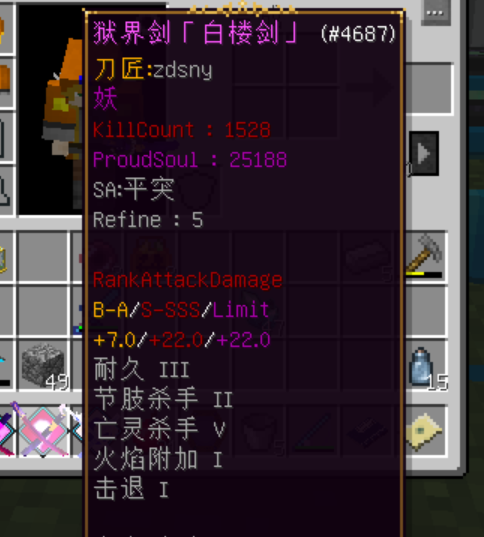 狱界剑「白楼剑」 (#4687)
刀匠:zdsny
妖
KillCount : 1528
ProudSoul : 25188
SA:平突
Refine : 5
RankAttackDamage
B-A/S-SSS/Limit
+7.0/+22.0/+22.0
耐久 III
节肢杀手 II
亡灵杀手 V
火焰附加 I
击退 I
49
15